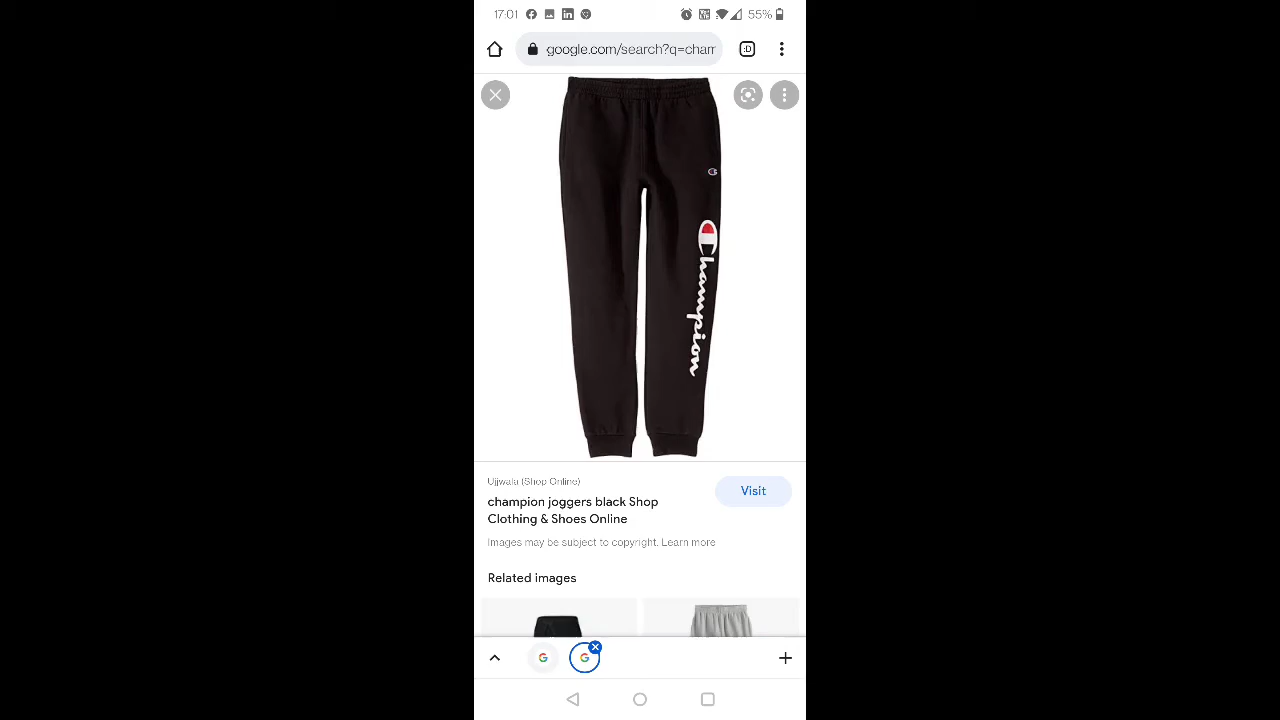 17:01 55%
google.com/search?q=cham
Champion
Ujjwala (Shop Online)
champion joggers black Shop
Clothing & Shoes Online
Visit
Images may be subject to copyright. Learn more
Related images